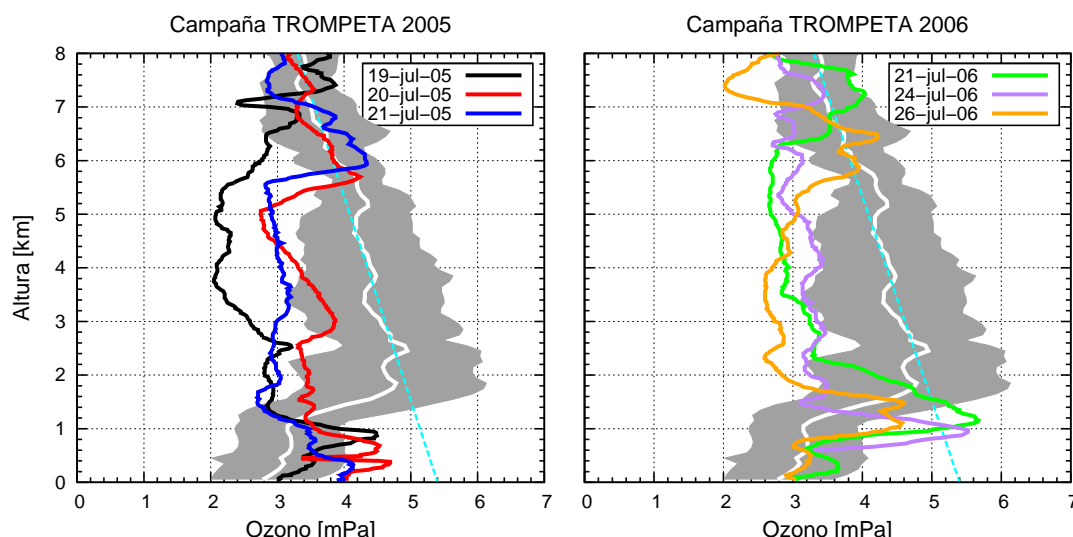 Campaña TROMPETA 2005
Altura [km]
8
7
6
5
4
3
2
1
0
19-jul-05
20-jul-05
21-jul-05
0 1 2 3 4 5 6 7
Ozono [mPa]
Campaña TROMPETA 2006
21-jul-06
24-jul-06
26-jul-06
0 1 2 3 4 5 6 7
Ozono [mPa]